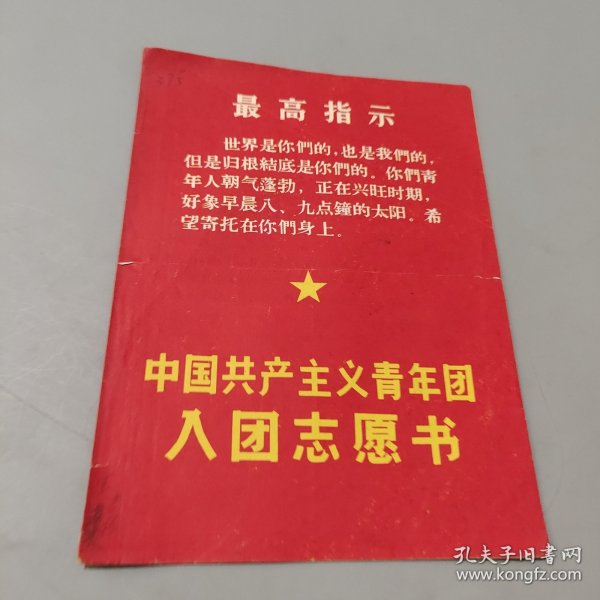 最高指示
世界是你們的，也是我們的，
但是归根結底是你們的。你們青
年人朝气蓬勃，正在兴旺时期，
好象早晨八、九点鐘的太阳。希
望寄托在你們身上。
中国共产主义青年团
入团志愿书
孔夫子旧书网
www.kongfz.com